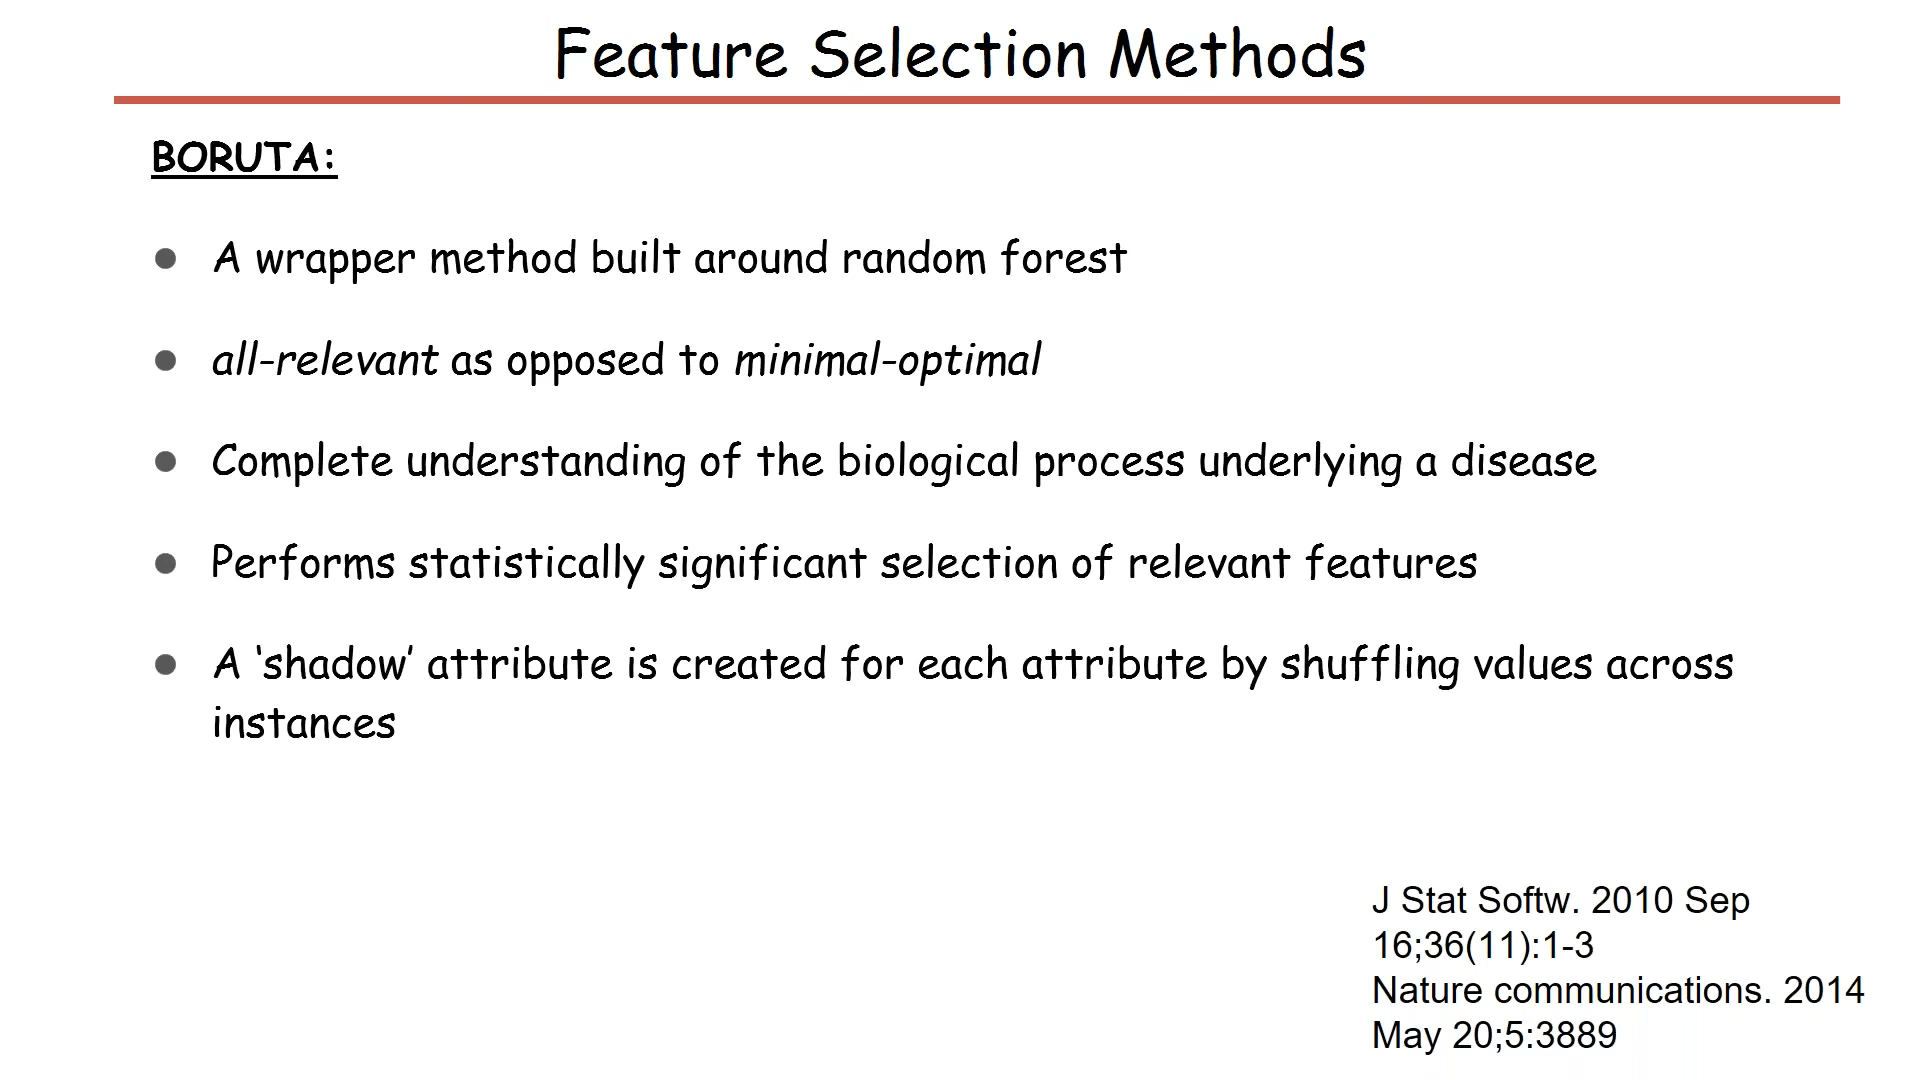 Feature Selection Methods
BORUTA:
● A wrapper method built around random forest
● all-relevant as opposed to minimal-optimal
● Complete understanding of the biological process underlying a disease
● Performs statistically significant selection of relevant features
● A ‘shadow’ attribute is created for each attribute by shuffling values across
instances
J Stat Softw. 2010 Sep
16;36(11):1-3
Nature communications. 2014
May 20;5:3889